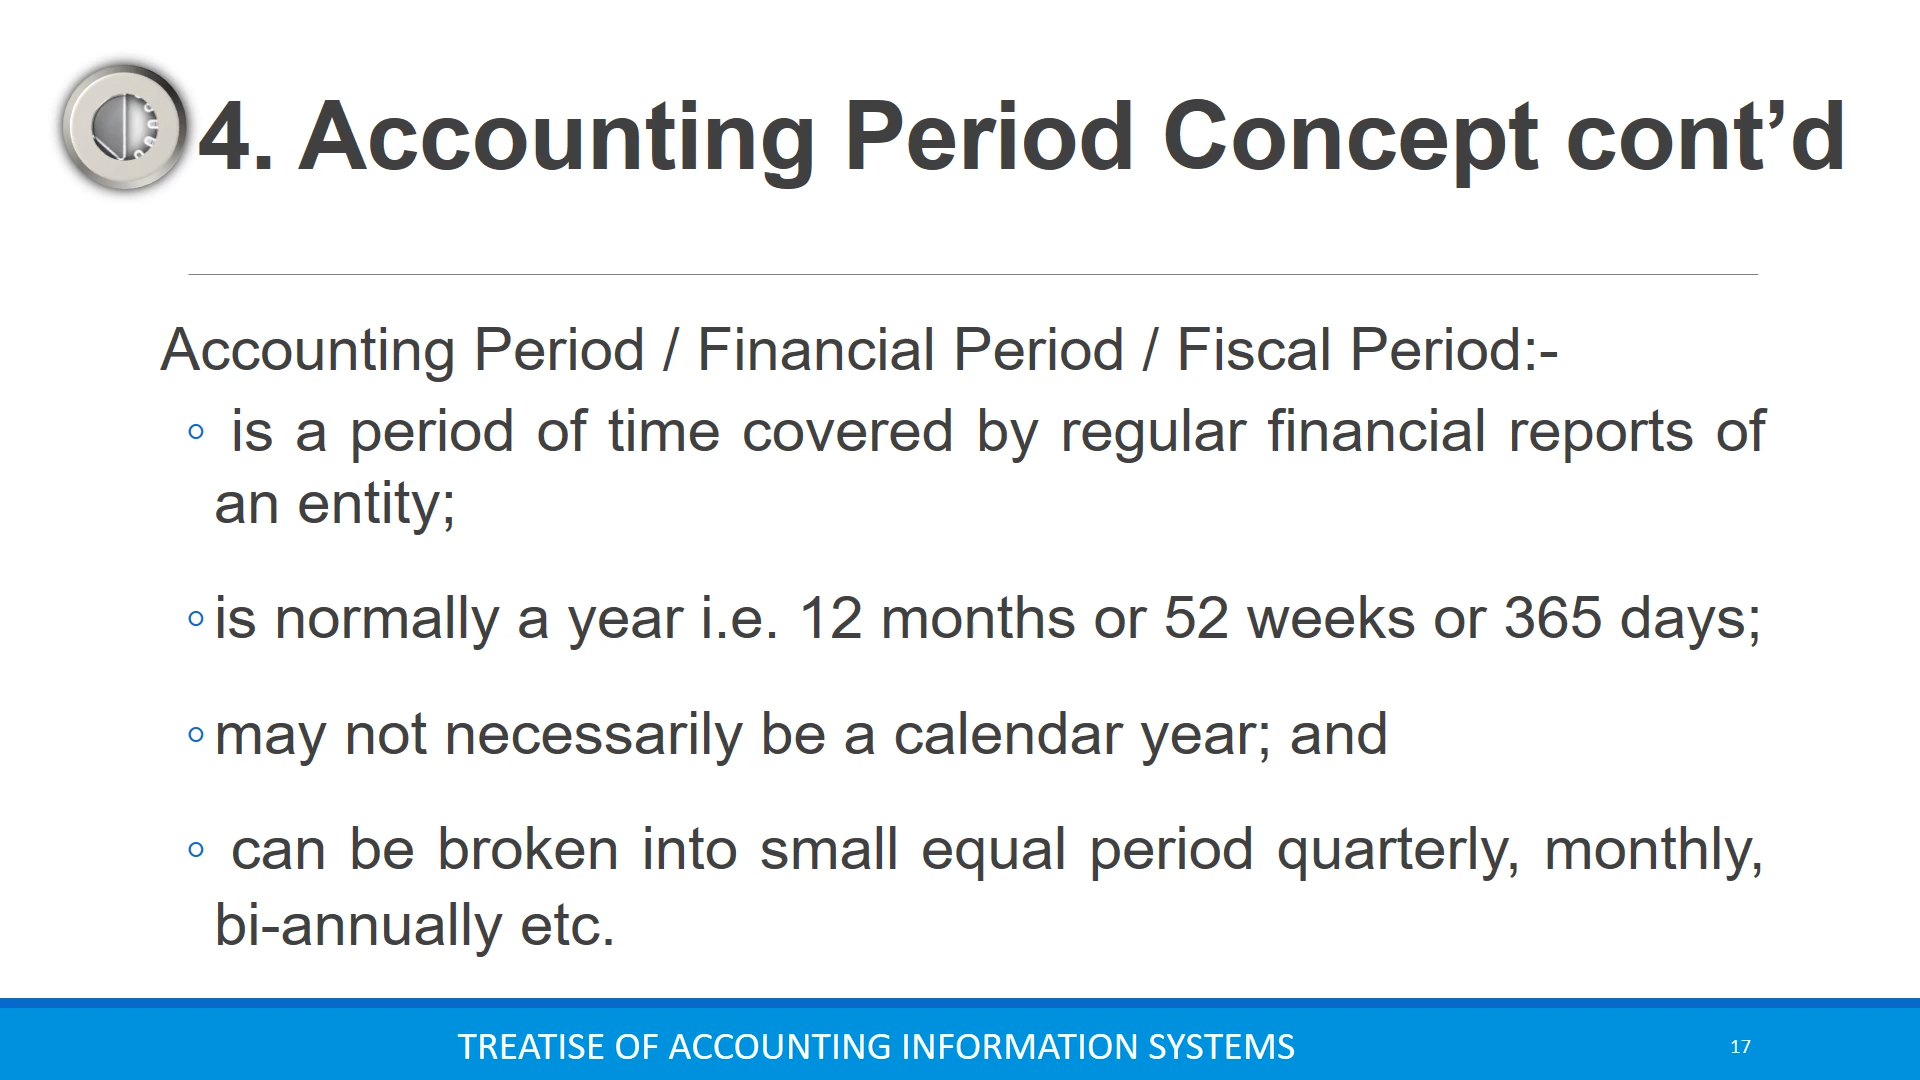 4. Accounting Period Concept cont’d
Accounting Period / Financial Period / Fiscal Period:-
◦ is a period of time covered by regular financial reports of
an entity;
◦ is normally a year i.e. 12 months or 52 weeks or 365 days;
◦ may not necessarily be a calendar year; and
◦ can be broken into small equal period quarterly, monthly,
bi-annually etc.
TREATISE OF ACCOUNTING INFORMATION SYSTEMS
17